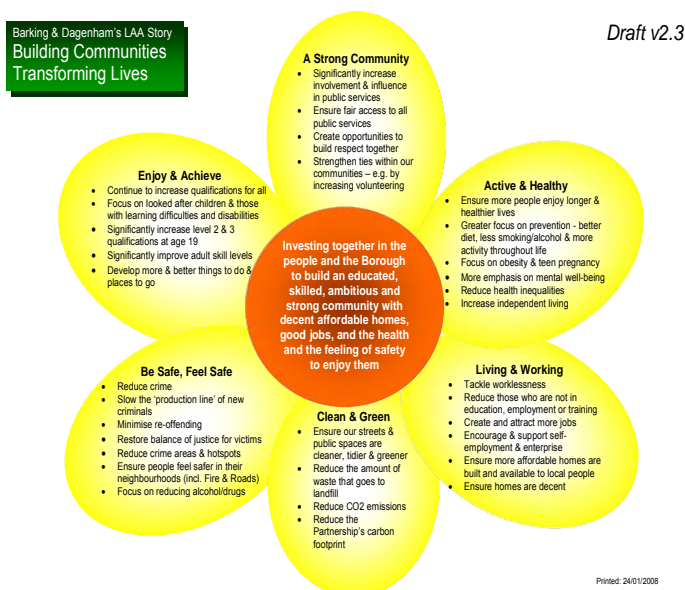 Barking & Dagenham's LAA Story
Building Communities
Transforming Lives
Draft v2.3
A Strong Community
• Significantly increase
involvement & influence
in public services
• Ensure fair access to all
public services
• Create opportunities to
build respect together
• Strengthen ties within our
communities – e.g. by
increasing volunteering
Enjoy & Achieve
• Continue to increase qualifications for all
• Focus on looked after children & those
with learning difficulties and disabilities
• Significantly increase level 2 & 3
qualifications at age 19
• Significantly improve adult skill levels
• Develop more & better things to do &
places to go
Active & Healthy
• Ensure more people enjoy longer &
healthier lives
• Greater focus on prevention - better
diet, less smoking/alcohol & more
activity throughout life
• Focus on obesity & teen pregnancy
• More emphasis on mental well-being
• Reduce health inequalities
• Increase independent living
Investing together in the
people and the Borough
to build an educated,
skilled, ambitious and
strong community with
decent affordable homes,
good jobs, and the health
and the feeling of safety
to enjoy them
Be Safe, Feel Safe
• Reduce crime
• Slow the 'production line' of new
criminals
• Minimise re-offending
• Restore balance of justice for victims
• Reduce crime areas & hotspots
• Ensure people feel safer in their
neighbourhoods (incl. Fire & Roads)
• Focus on reducing alcohol/drugs
Clean & Green
• Ensure our streets &
public spaces are
cleaner, tidier & greener
• Reduce the amount of
waste that goes to
landfill
• Reduce CO2 emissions
• Reduce the
Partnership's carbon
footprint
Living & Working
• Tackle worklessness
• Reduce those who are not in
education, employment or training
• Create and attract more jobs
• Encourage & support self-
employment & enterprise
• Ensure more affordable homes are
built and available to local people
• Ensure homes are decent
Printed: 24/01/2008